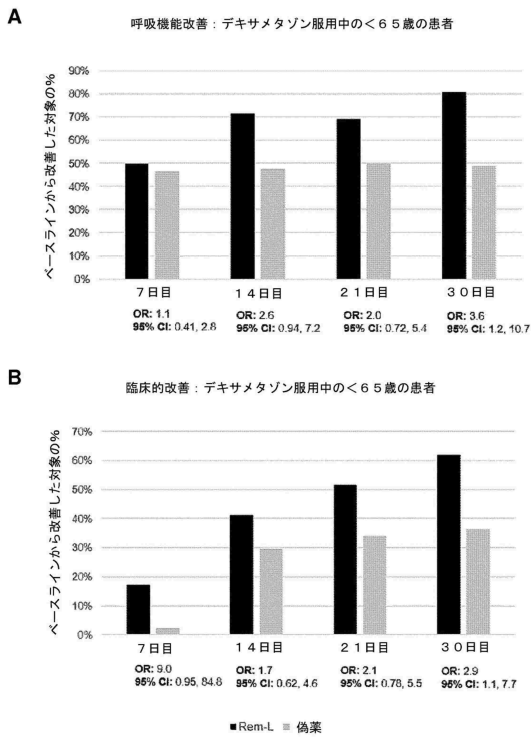 A
呼吸機能改善：デキサメタゾン服用中の＜６５歳の患者
ベースラインから改善した対象の％
90%
80%
70%
60%
50%
40%
30%
20%
10%
0%
７日目 １４日目 ２１日目 ３０日目
OR: 1.1 OR: 2.6 OR: 2.0 OR: 3.6
95% CI: 0.41, 2.8 95% CI: 0.94, 7.2 95% CI: 0.72, 5.4 95% CI: 1.2, 10.7
B
臨床的改善：デキサメタゾン服用中の＜６５歳の患者
ベースラインから改善した対象の％
70%
60%
50%
40%
30%
20%
10%
0%
７日目 １４日目 ２１日目 ３０日目
OR: 9.0 OR: 1.7 OR: 2.1 OR: 2.9
95% CI: 0.95, 84.8 95% CI: 0.62, 4.6 95% CI: 0.78, 5.5 95% CI: 1.1, 7.7
Rem-L 偽薬